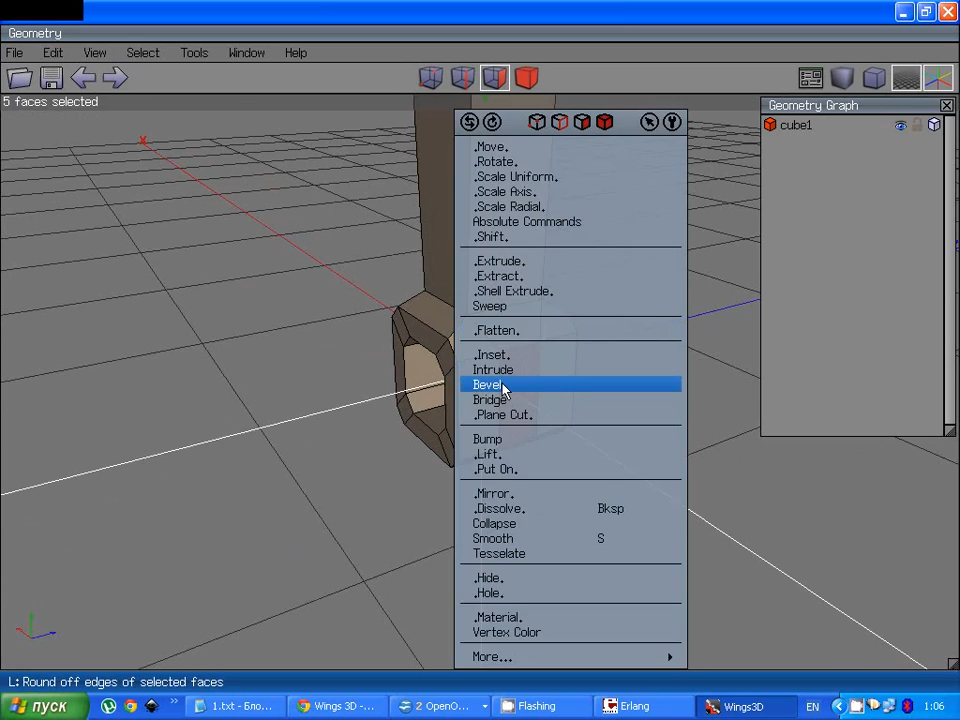 Geometry
File Edit View Select Tools Window Help
5 faces selected
Geometry Graph
cube1
X
.Move.
.Rotate.
.Scale Uniform.
.Scale Axis.
.Scale Radial.
Absolute Commands
.Shift.
.Extrude.
.Extract.
.Shell Extrude.
Sweep
.Flatten.
.Inset.
Intrude
Bevel
Bridge
.Plane Cut.
Bump
.Lift.
.Put On.
.Mirror.
.Dissolve. Bksp
Collapse
Smooth S
Tesselate
.Hide.
.Hole.
.Material.
Vertex Color
More...
L: Round off edges of selected faces
пуск
1.txt - Бло...
Wings 3D -...
2 OpenO...
Flashing
Erlang
Wings3D
EN
1:06